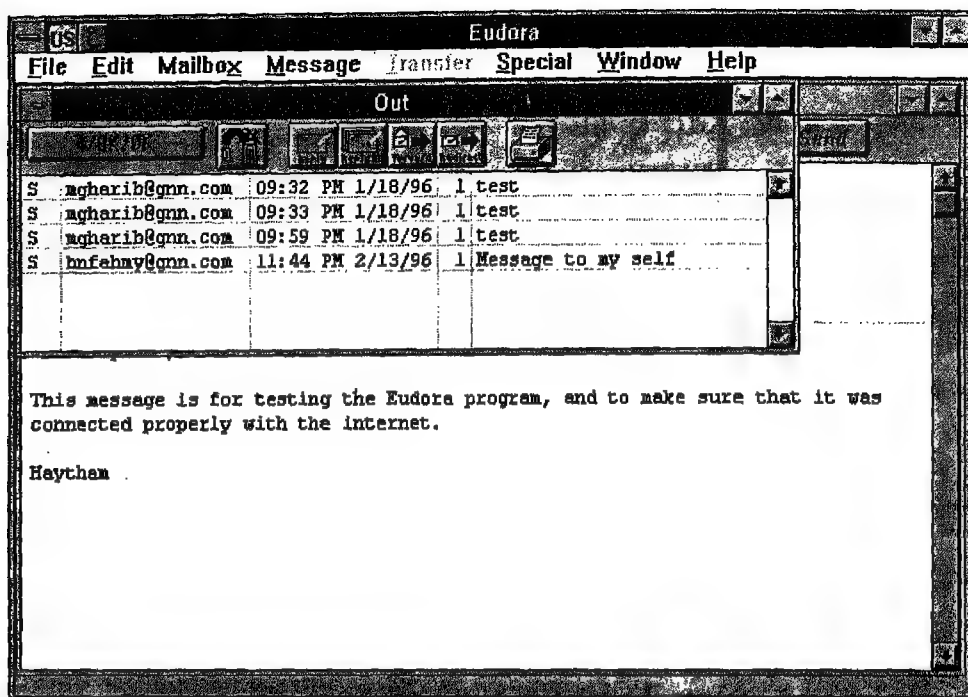 Eudora
File Edit Mailbox Message Transfer Special Window Help
Out
S mgharib@gnn.com 09:32 PM 1/18/96 1 test
S mgharib@gnn.com 09:33 PM 1/18/96 1 test
S mgharib@gnn.com 09:59 PM 1/18/96 1 test
S hnfahmy@gnn.com 11:44 PM 2/13/96 1 Message to my self
This message is for testing the Eudora program, and to make sure that it was
connected properly with the internet.
Haytham